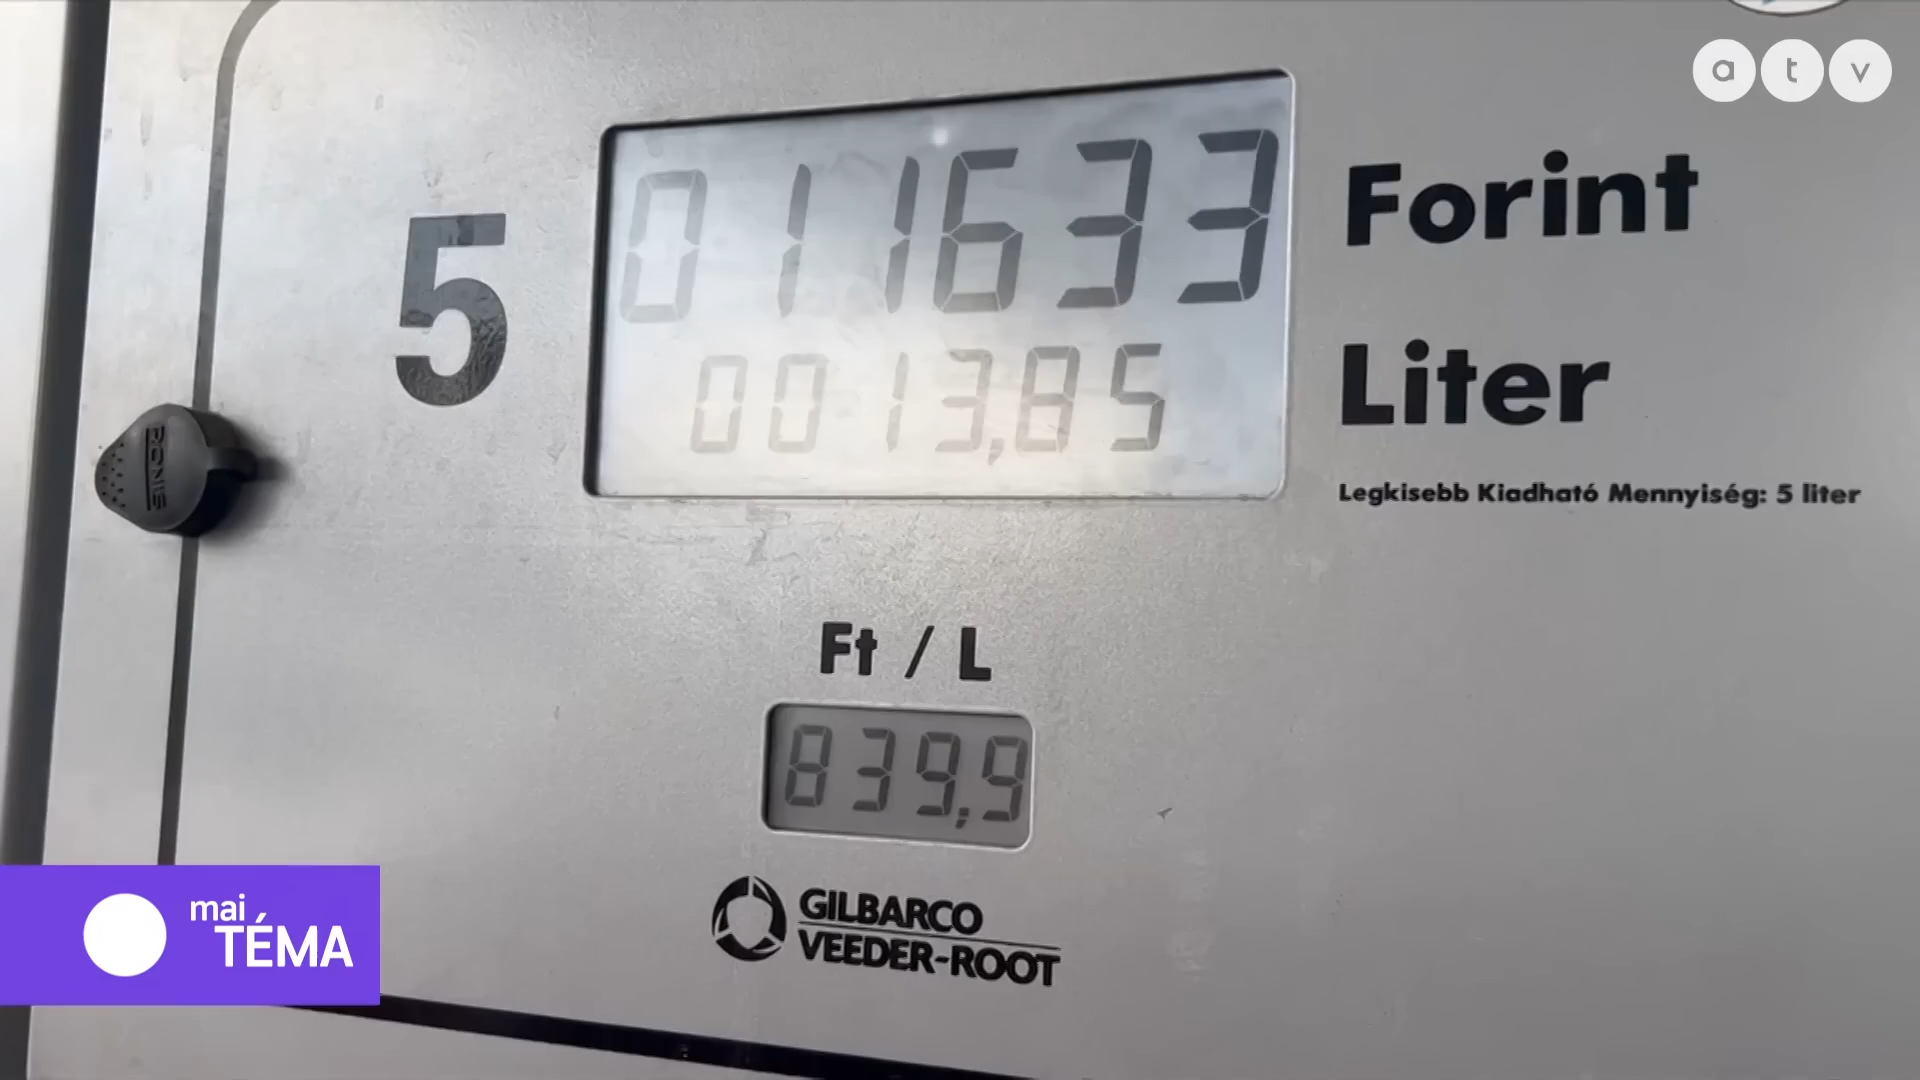 atv
5
011633
Forint
0013,85
Liter
Legkisebb Kiadható Mennyiség: 5 liter
RONIS
Ft / L
839,9
GILBARCO
VEEDER-ROOT
mai
TÉMA